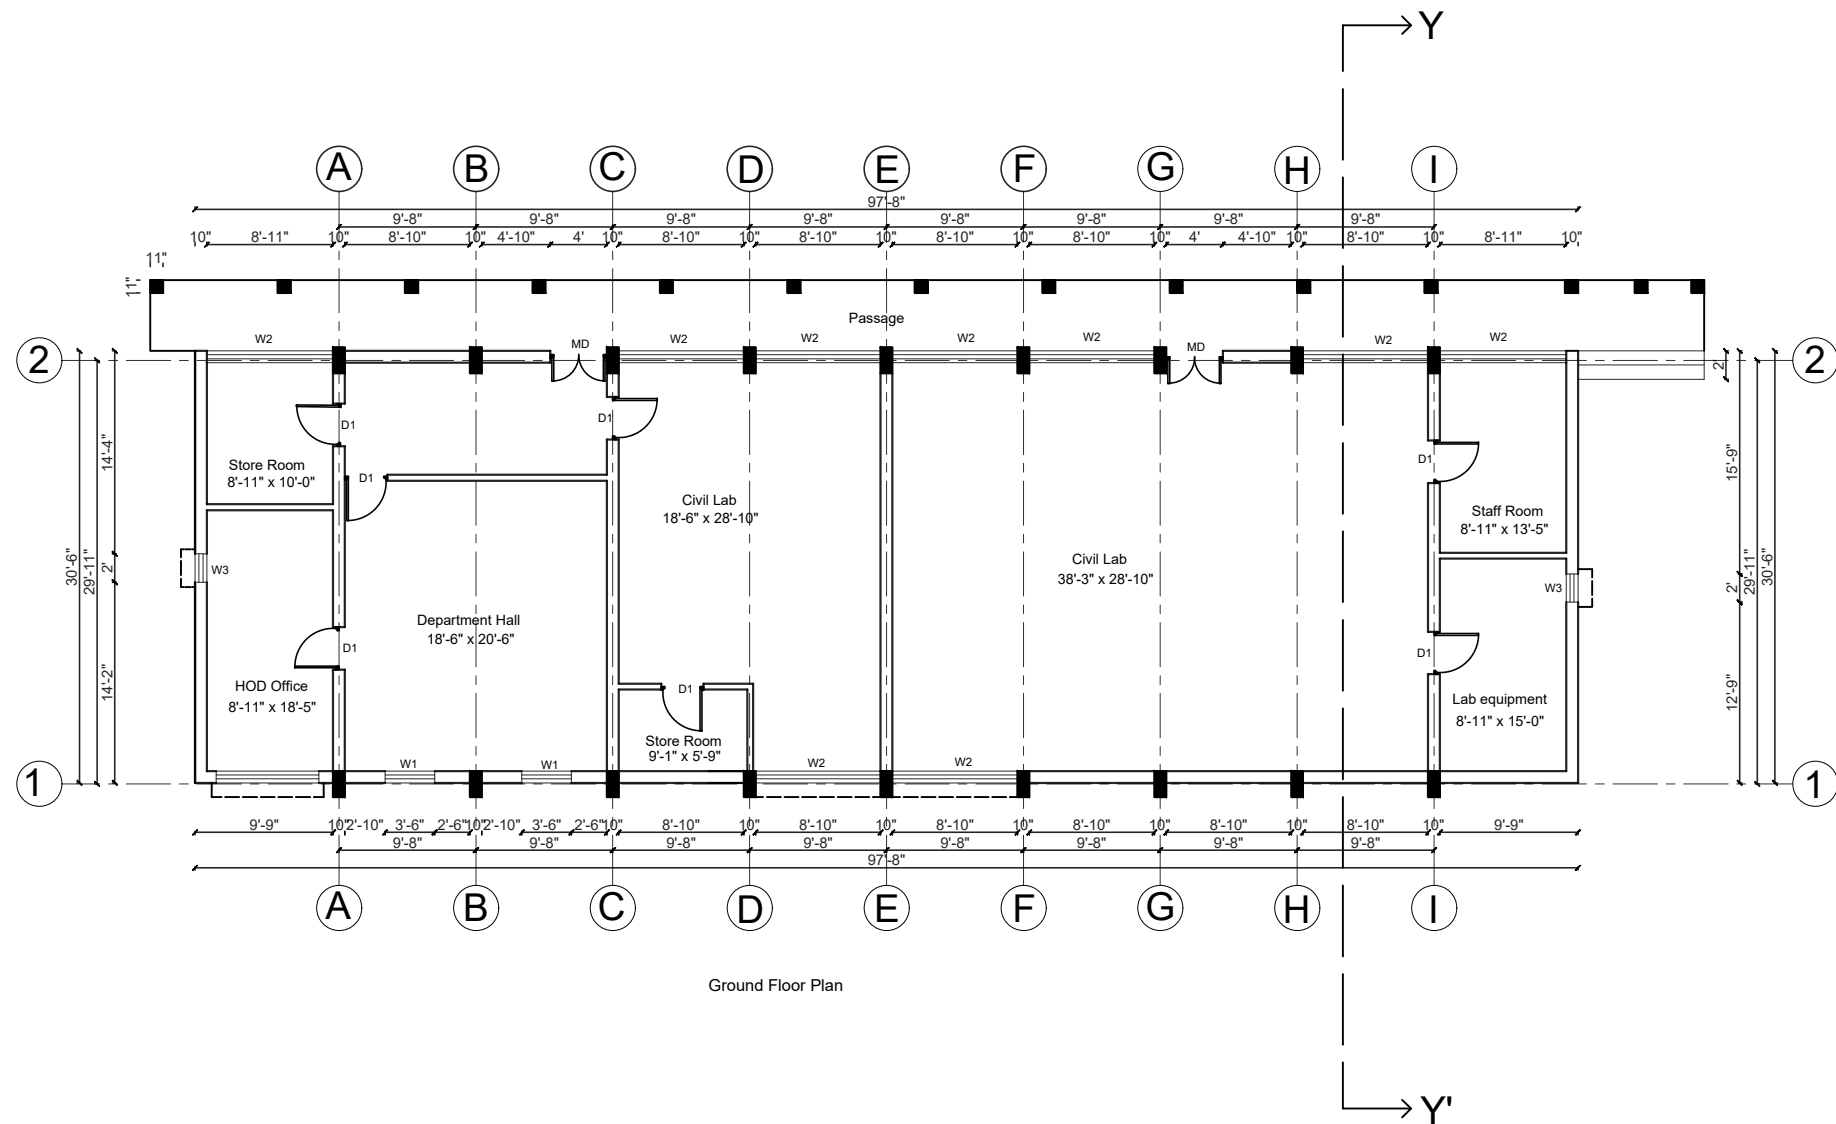 Y
A B C D E F G H I
97'-8"
9'-8" 9'-8" 9'-8" 9'-8" 9'-8" 9'-8" 9'-8" 9'-8"
10" 8'-11" 10" 8'-10" 10" 4'-10" 4' 10" 8'-10" 10" 8'-10" 10" 8'-10" 10" 8'-10" 10" 4' 4'-10" 10" 8'-10" 10" 8'-11" 10"
11"
11"
Passage
W2 MD W2 W2 W2 W2 MD W2 W2
2 2
2'
D1 D1 D1 D1
Store Room
8'-11" x 10'-0"
Civil Lab
18'-6" x 28'-10"
Staff Room
8'-11" x 13'-5"
14'-4" 15'-9"
30'-6" 29'-11" 2' W3
Civil Lab
38'-3" x 28'-10"
W3 2' 29'-11" 30'-6"
Department Hall
18'-6" x 20'-6"
D1 D1
14'-2" 12'-9"
HOD Office
8'-11" x 18'-5"
D1
Lab equipment
8'-11" x 15'-0"
Store Room
9'-1" x 5'-9"
W1 W1 W2 W2
1 1
9'-9" 10" 2'-10" 3'-6" 2'-6" 10" 2'-10" 3'-6" 2'-6" 10" 8'-10" 10" 8'-10" 10" 8'-10" 10" 8'-10" 10" 8'-10" 10" 8'-10" 10" 9'-9"
9'-8" 9'-8" 9'-8" 9'-8" 9'-8" 9'-8" 9'-8" 9'-8"
97'-8"
A B C D E F G H I
Ground Floor Plan
Y'